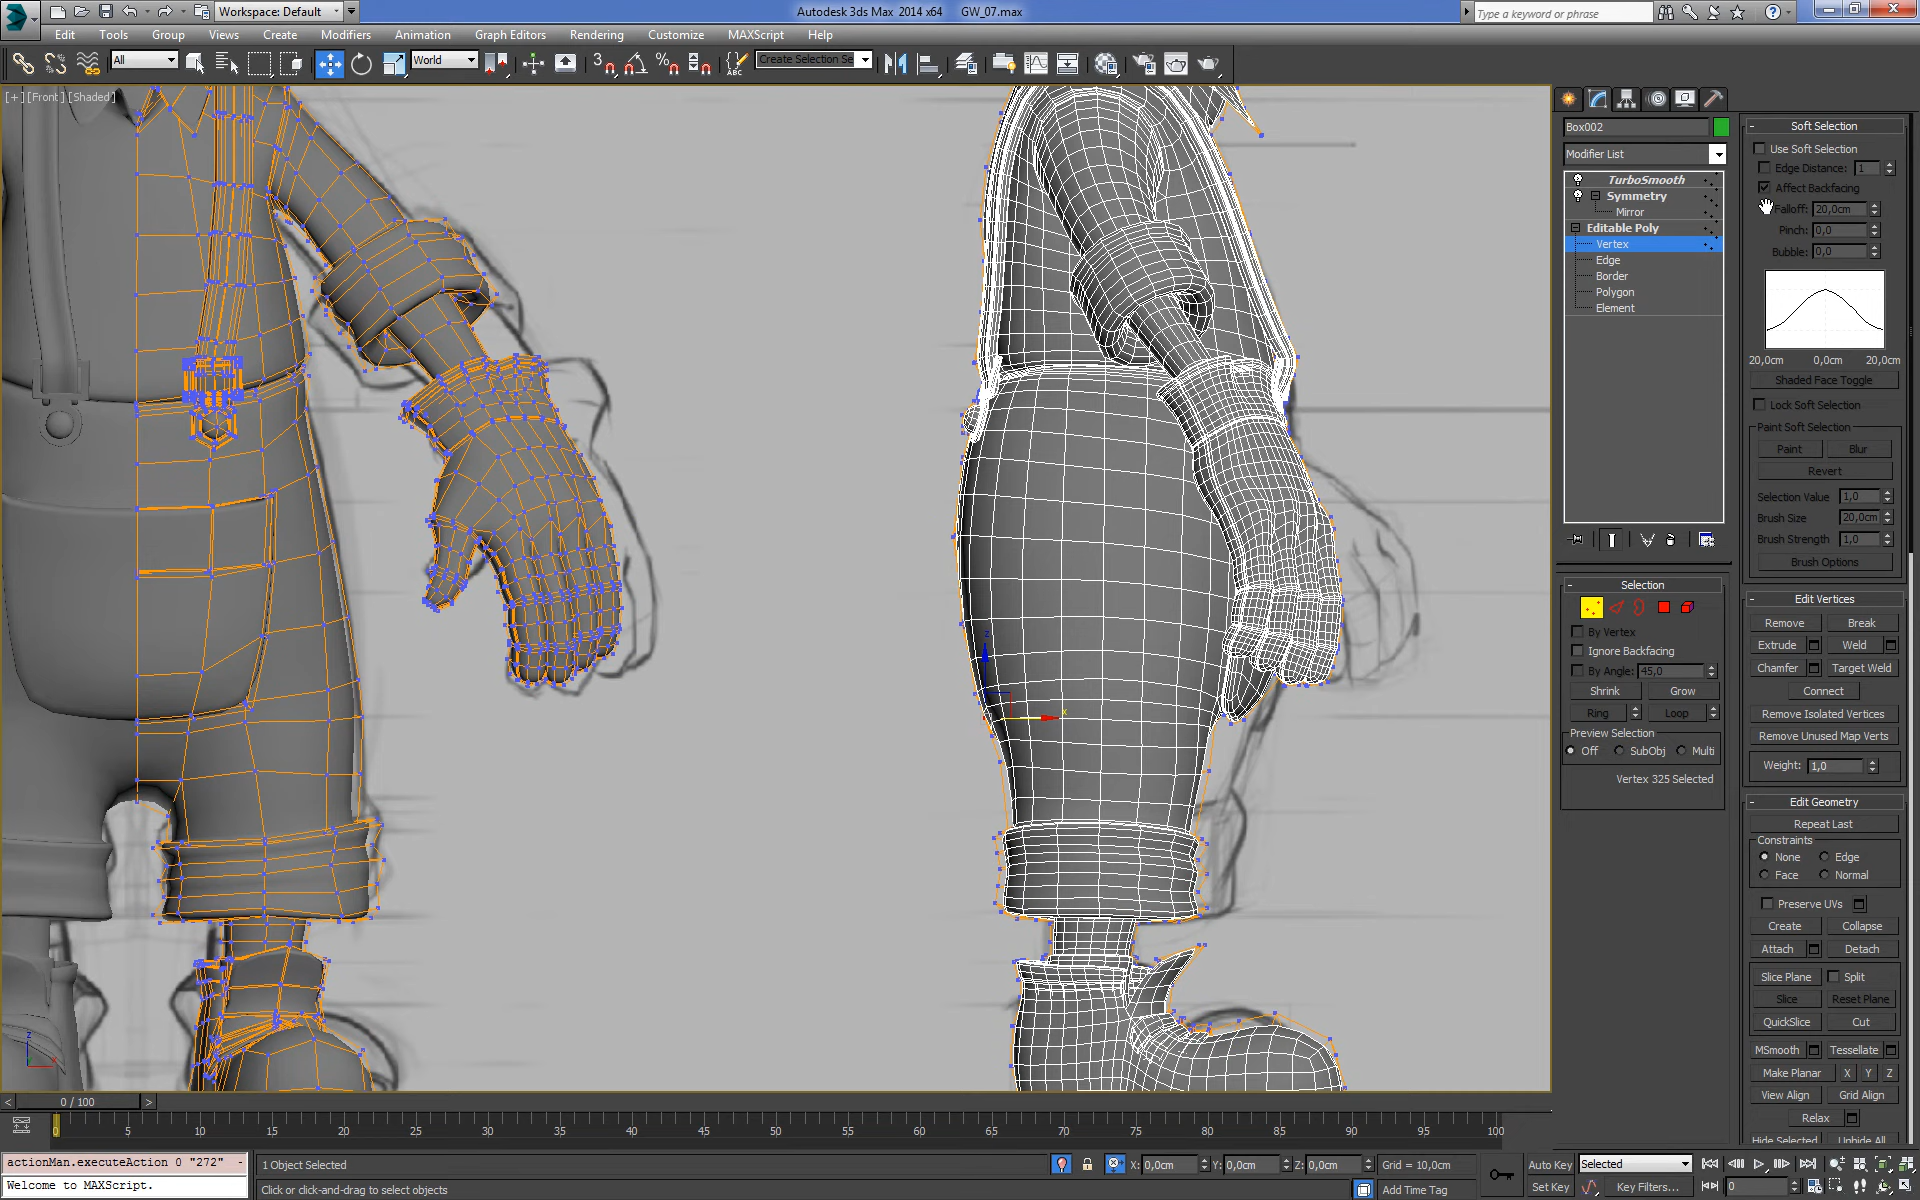 Workspace: Default
Autodesk 3ds Max 2014 x64 GW_07.max
Type a keyword or phrase
Edit Tools Group Views Create Modifiers Animation Graph Editors Rendering Customize MAXScript Help
All
World
Create Selection Se
[+][Front][Shaded]
Box002
Modifier List
TurboSmooth
Symmetry
Mirror
Editable Poly
Vertex
Edge
Border
Polygon
Element
Selection
By Vertex
Ignore Backfacing
By Angle: 45,0
Shrink Grow
Ring Loop
Preview Selection
Off SubObj Multi
Vertex 325 Selected
Soft Selection
Use Soft Selection
Edge Distance: 1
Affect Backfacing
Falloff: 20,0cm
Pinch: 0,0
Bubble: 0,0
20,0cm 0,0cm 20,0cm
Shaded Face Toggle
Lock Soft Selection
Paint Soft Selection
Paint Blur
Revert
Selection Value 1,0
Brush Size 20,0cm
Brush Strength 1,0
Brush Options
Edit Vertices
Remove Break
Extrude Weld
Chamfer Target Weld
Connect
Remove Isolated Vertices
Remove Unused Map Verts
Weight: 1,0
Edit Geometry
Repeat Last
Constraints
None Edge
Face Normal
Preserve UVs
Create Collapse
Attach Detach
Slice Plane Split
Slice Reset Plane
QuickSlice Cut
MSmooth Tessellate
Make Planar X Y Z
View Align Grid Align
Relax
Hide Selected Unhide All
0 / 100
0 5 10 15 20 25 30 35 40 45 50 55 60 65 70 75 80 85 90 95 100
actionMan.executeAction 0 "272" -
Welcome to MAXScript.
1 Object Selected
Click or click-and-drag to select objects
X: 0,0cm Y: 0,0cm Z: 0,0cm Grid = 10,0cm
Add Time Tag
Auto Key Selected
Set Key Key Filters...
0